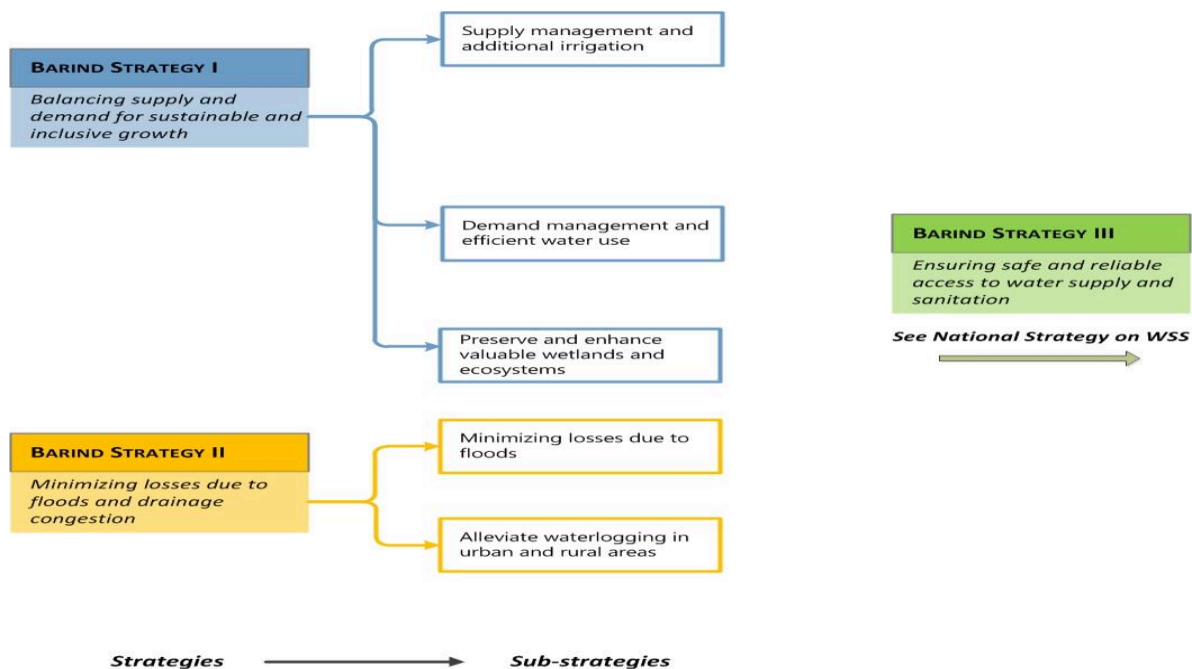 Supply management and
additional irrigation
BARIND STRATEGY I
Balancing supply and
demand for sustainable and
inclusive growth
Demand management and
efficient water use
Preserve and enhance
valuable wetlands and
ecosystems
BARIND STRATEGY III
Ensuring safe and reliable
access to water supply and
sanitation
See National Strategy on WSS
BARIND STRATEGY II
Minimizing losses due to
floods and drainage
congestion
Minimizing losses due to
floods
Alleviate waterlogging in
urban and rural areas
Strategies
Sub-strategies